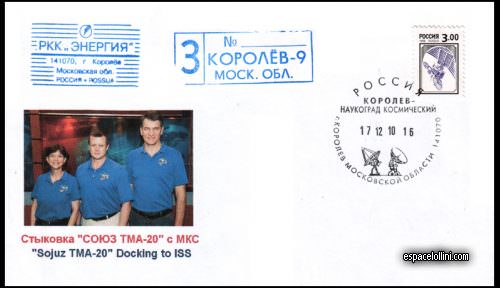 РКК „ ЭНЕРГИЯ"
141070, г Королёв
Московская обл.
РОССИЯ • ROSSIJA
З
№
КОРОЛЁВ-9
МОСК. ОБЛ.
РОССИЯ 3.00
РОССИЯ
КОРОЛЕВ-
НАУКОГРАД КОСМИЧЕСКИЙ
17 12 10 16
г. КОРОЛЕВ МОСКОВСКОЙ ОБЛАСТИ 141070
Стыковка "СОЮЗ ТМА-20" с МКС
"Sojuz TMA-20" Docking to ISS
espacelollini.com